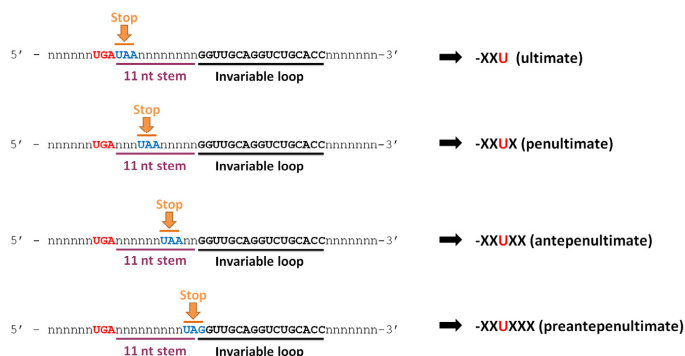 Stop
5′ – nnnnnnUGAUAAnnnnnnnnGGUUGCAGGUCUGCACCnnnnnnn–3′ -XXU (ultimate)
11 nt stem Invariable loop
Stop
5′ – nnnnnnUGAnnnUAAnnnnnGGUUGCAGGUCUGCACCnnnnnnn–3′ -XXUX (penultimate)
11 nt stem Invariable loop
Stop
5′ – nnnnnnUGAnnnnnnUAAnnGGUUGCAGGUCUGCACCnnnnnnn–3′ -XXUXX (antepenultimate)
11 nt stem Invariable loop
Stop
5′ – nnnnnnUGAnnnnnnnnnUAGGUUGCAGGUCUGCACCnnnnnnn–3′ -XXUXXX (preantepenultimate)
11 nt stem Invariable loop